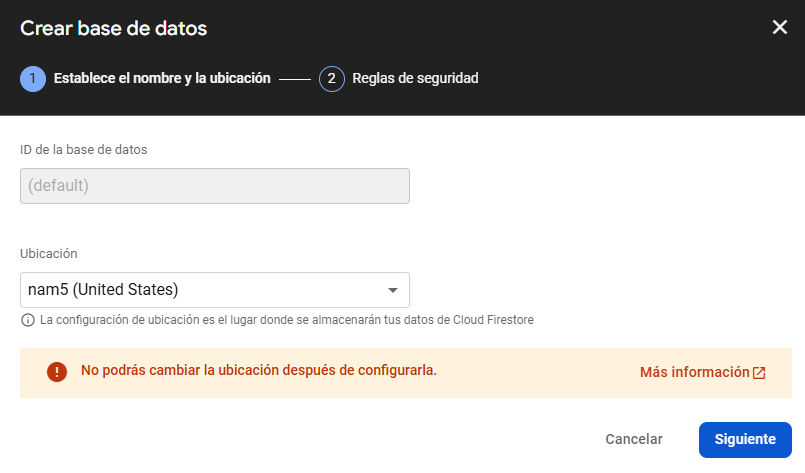 Crear base de datos
1 Establece el nombre y la ubicación 2 Reglas de seguridad
ID de la base de datos
(default)
Ubicación
nam5 (United States)
La configuración de ubicación es el lugar donde se almacenarán tus datos de Cloud Firestore
No podrás cambiar la ubicación después de configurarla. Más información
Cancelar Siguiente